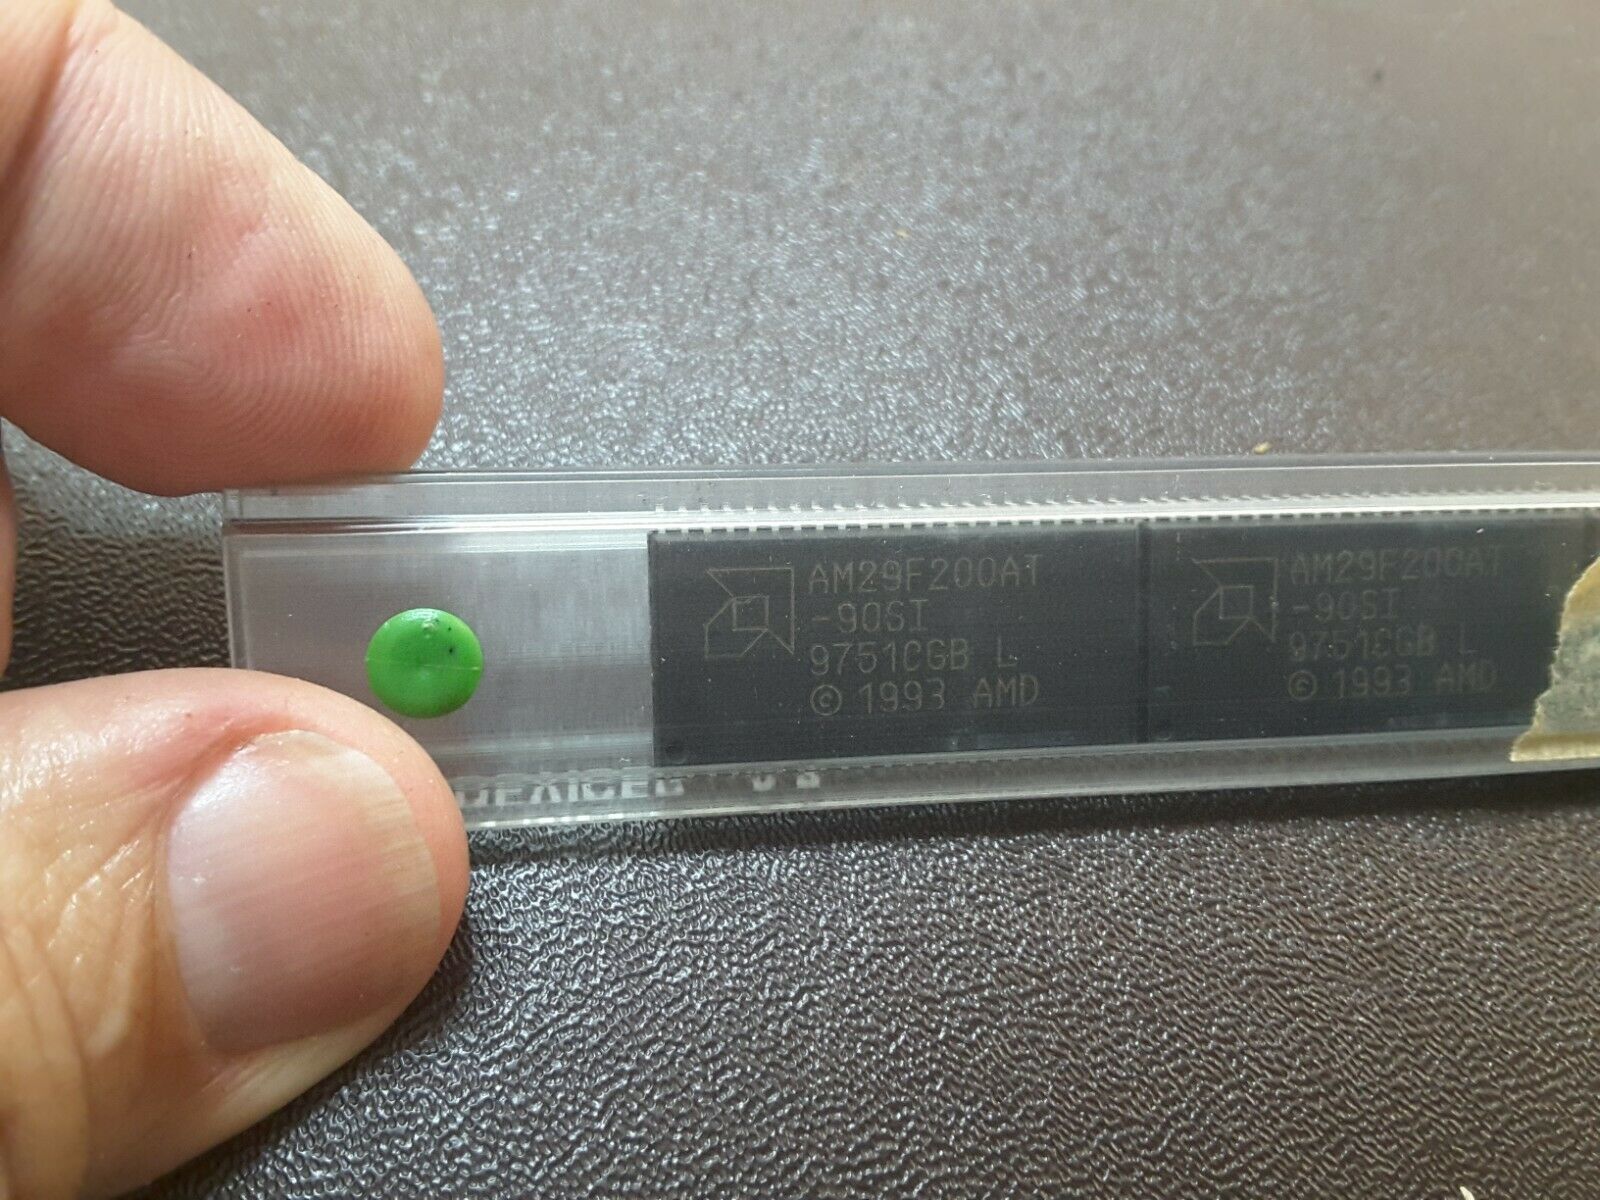 AM29F200AT
-90SI
9751CGB L
© 1993 AMD
AM29F200AT
-90SI
9751CGB L
© 1993 AMD